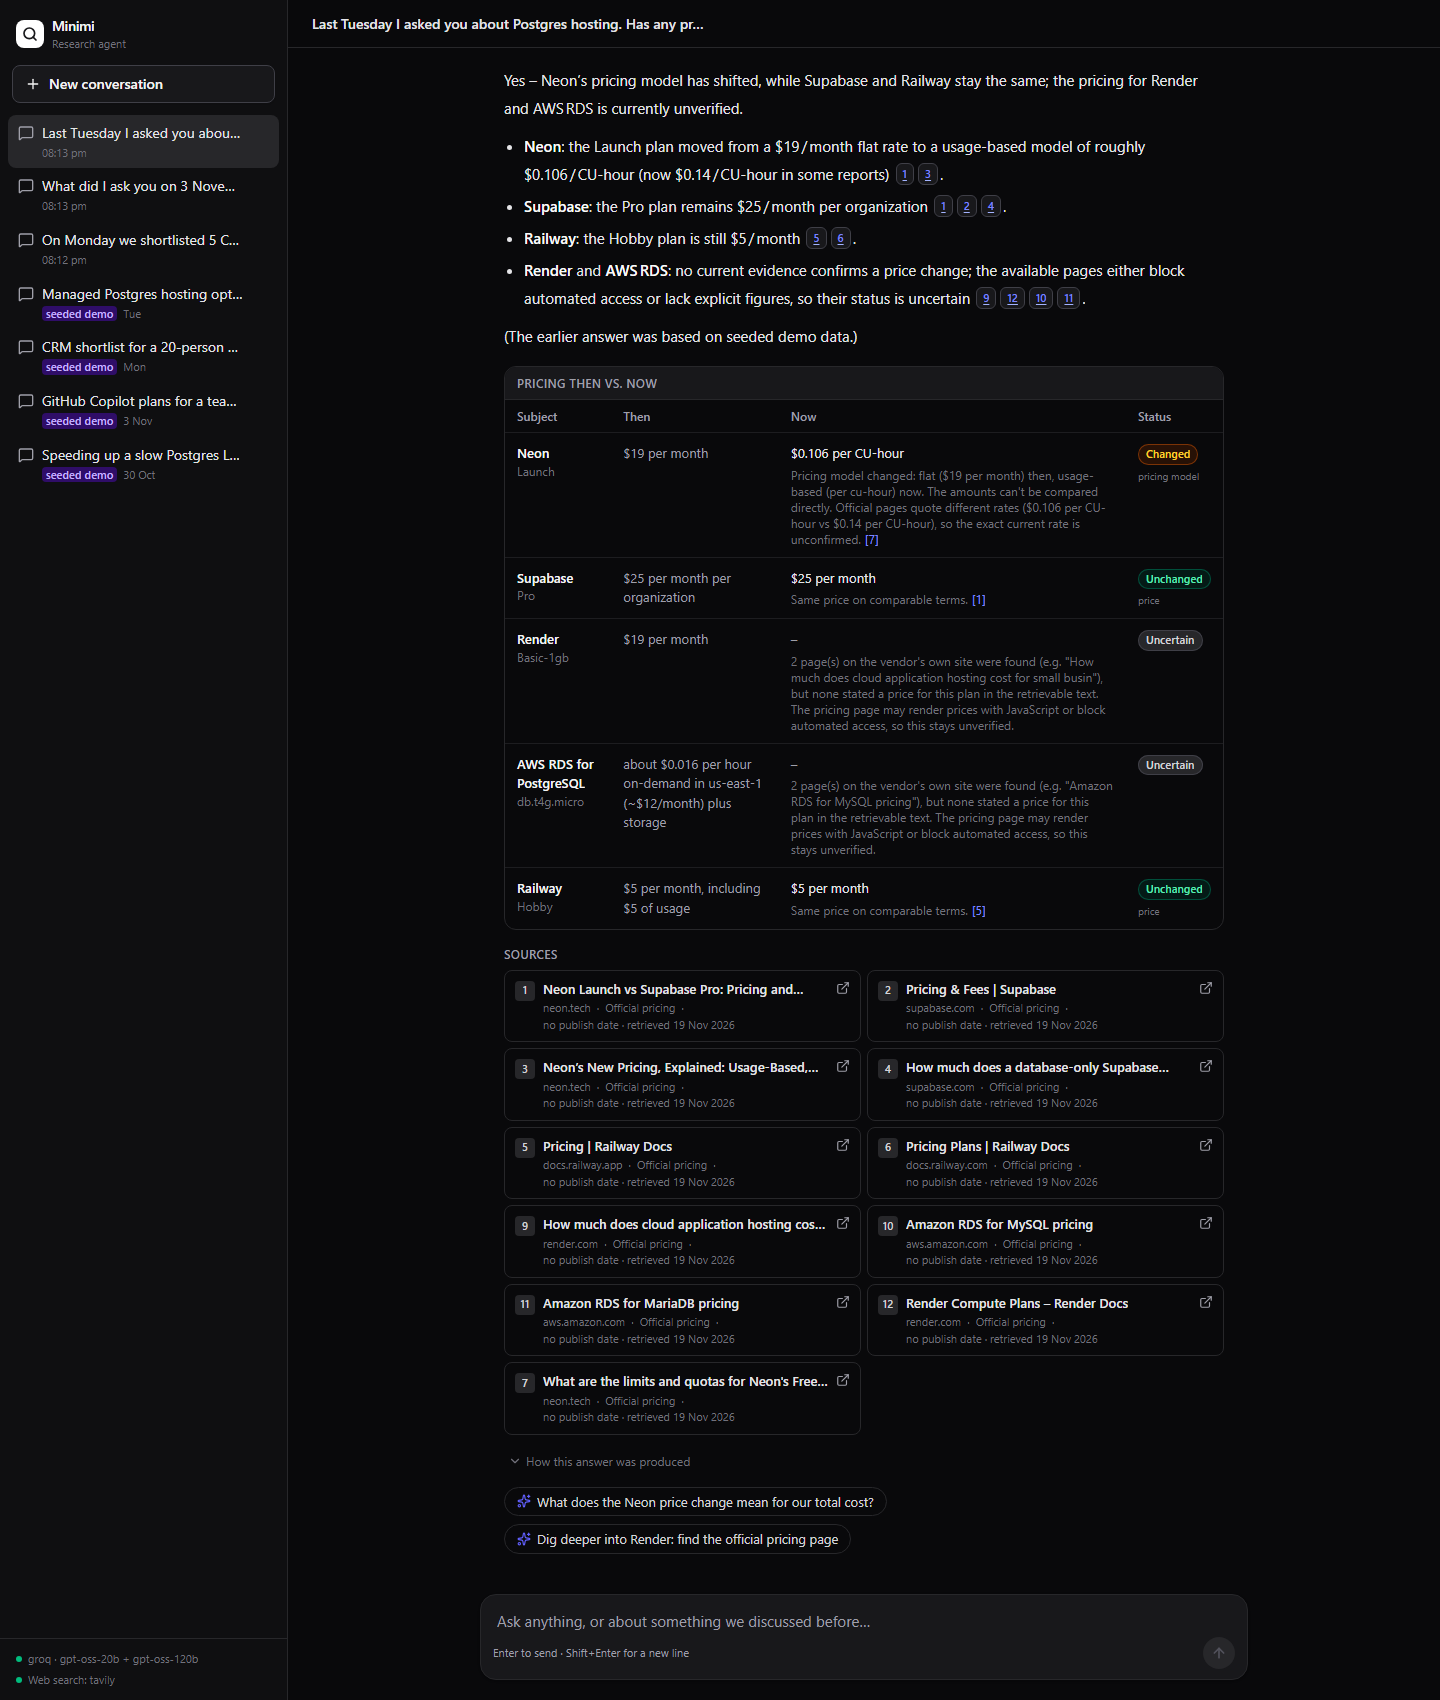 Minimi
Research agent
New conversation
Last Tuesday I asked you abou...
08:13 pm
What did I ask you on 3 Nove...
08:13 pm
On Monday we shortlisted 5 C...
08:12 pm
Managed Postgres hosting opt...
seeded demo Tue
CRM shortlist for a 20-person ...
seeded demo Mon
GitHub Copilot plans for a tea...
seeded demo 3 Nov
Speeding up a slow Postgres L...
seeded demo 30 Oct
groq · gpt-oss-20b + gpt-oss-120b
Web search: tavily
Last Tuesday I asked you about Postgres hosting. Has any pr...
Yes – Neon’s pricing model has shifted, while Supabase and Railway stay the same; the pricing for Render
and AWS RDS is currently unverified.
• Neon: the Launch plan moved from a $19/month flat rate to a usage-based model of roughly
$0.106/CU-hour (now $0.14/CU-hour in some reports) 1 3 .
• Supabase: the Pro plan remains $25/month per organization 1 2 4 .
• Railway: the Hobby plan is still $5/month 5 6 .
• Render and AWS RDS: no current evidence confirms a price change; the available pages either block
automated access or lack explicit figures, so their status is uncertain 9 12 10 11 .
(The earlier answer was based on seeded demo data.)
PRICING THEN VS. NOW
Subject Then Now Status
Neon $19 per month $0.106 per CU-hour Changed
Launch
pricing model
Pricing model changed: flat ($19 per month) then, usage-
based (per cu-hour) now. The amounts can't be compared
directly. Official pages quote different rates ($0.106 per CU-
hour vs $0.14 per CU-hour), so the exact current rate is
unconfirmed. [7]
Supabase $25 per month per $25 per month Unchanged
Pro organization Same price on comparable terms. [1] price
Render $19 per month – Uncertain
Basic-1gb
2 page(s) on the vendor's own site were found (e.g. "How
much does cloud application hosting cost for small busin"),
but none stated a price for this plan in the retrievable text.
The pricing page may render prices with JavaScript or block
automated access, so this stays unverified.
AWS RDS for about $0.016 per hour – Uncertain
PostgreSQL on-demand in us-east-1
db.t4g.micro (~$12/month) plus
storage
2 page(s) on the vendor's own site were found (e.g. "Amazon
RDS for MySQL pricing"), but none stated a price for this
plan in the retrievable text. The pricing page may render
prices with JavaScript or block automated access, so this
stays unverified.
Railway $5 per month, including $5 per month Unchanged
Hobby $5 of usage Same price on comparable terms. [5] price
SOURCES
1 Neon Launch vs Supabase Pro: Pricing and...
neon.tech · Official pricing ·
no publish date · retrieved 19 Nov 2026
2 Pricing & Fees | Supabase
supabase.com · Official pricing ·
no publish date · retrieved 19 Nov 2026
3 Neon’s New Pricing, Explained: Usage-Based,...
neon.tech · Official pricing ·
no publish date · retrieved 19 Nov 2026
4 How much does a database-only Supabase...
supabase.com · Official pricing ·
no publish date · retrieved 19 Nov 2026
5 Pricing | Railway Docs
docs.railway.app · Official pricing ·
no publish date · retrieved 19 Nov 2026
6 Pricing Plans | Railway Docs
docs.railway.com · Official pricing ·
no publish date · retrieved 19 Nov 2026
9 How much does cloud application hosting cos...
render.com · Official pricing ·
no publish date · retrieved 19 Nov 2026
10 Amazon RDS for MySQL pricing
aws.amazon.com · Official pricing ·
no publish date · retrieved 19 Nov 2026
11 Amazon RDS for MariaDB pricing
aws.amazon.com · Official pricing ·
no publish date · retrieved 19 Nov 2026
12 Render Compute Plans – Render Docs
render.com · Official pricing ·
no publish date · retrieved 19 Nov 2026
7 What are the limits and quotas for Neon's Free...
neon.tech · Official pricing ·
no publish date · retrieved 19 Nov 2026
How this answer was produced
What does the Neon price change mean for our total cost?
Dig deeper into Render: find the official pricing page
Ask anything, or about something we discussed before...
Enter to send · Shift+Enter for a new line